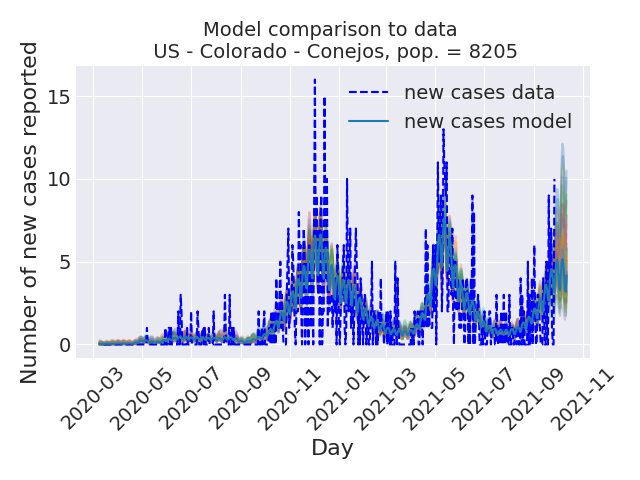 Model comparison to data
US - Colorado - Conejos, pop. = 8205
Number of new cases reported
15
10
5
0
new cases data
new cases model
2020-03
2020-05
2020-07
2020-09
2020-11
2021-01
2021-03
2021-05
2021-07
2021-09
2021-11
Day